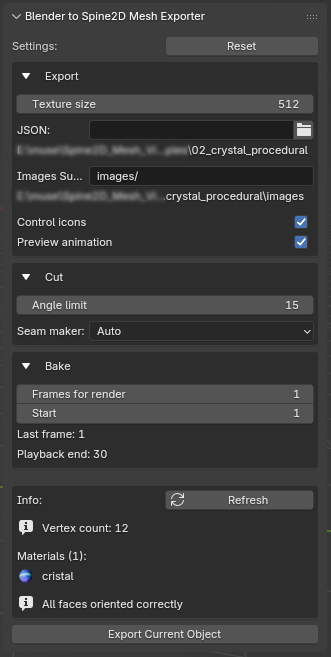 Blender to Spine2D Mesh Exporter
Settings:
Reset
Export
Texture size 512
JSON:
\02_crystal_procedural
Images Su... images/
...crystal_procedural\images
Control icons
Preview animation
Cut
Angle limit 15
Seam maker: Auto
Bake
Frames for render 1
Start 1
Last frame: 1
Playback end: 30
Info:
Refresh
Vertex count: 12
Materials (1):
cristal
All faces oriented correctly
Export Current Object